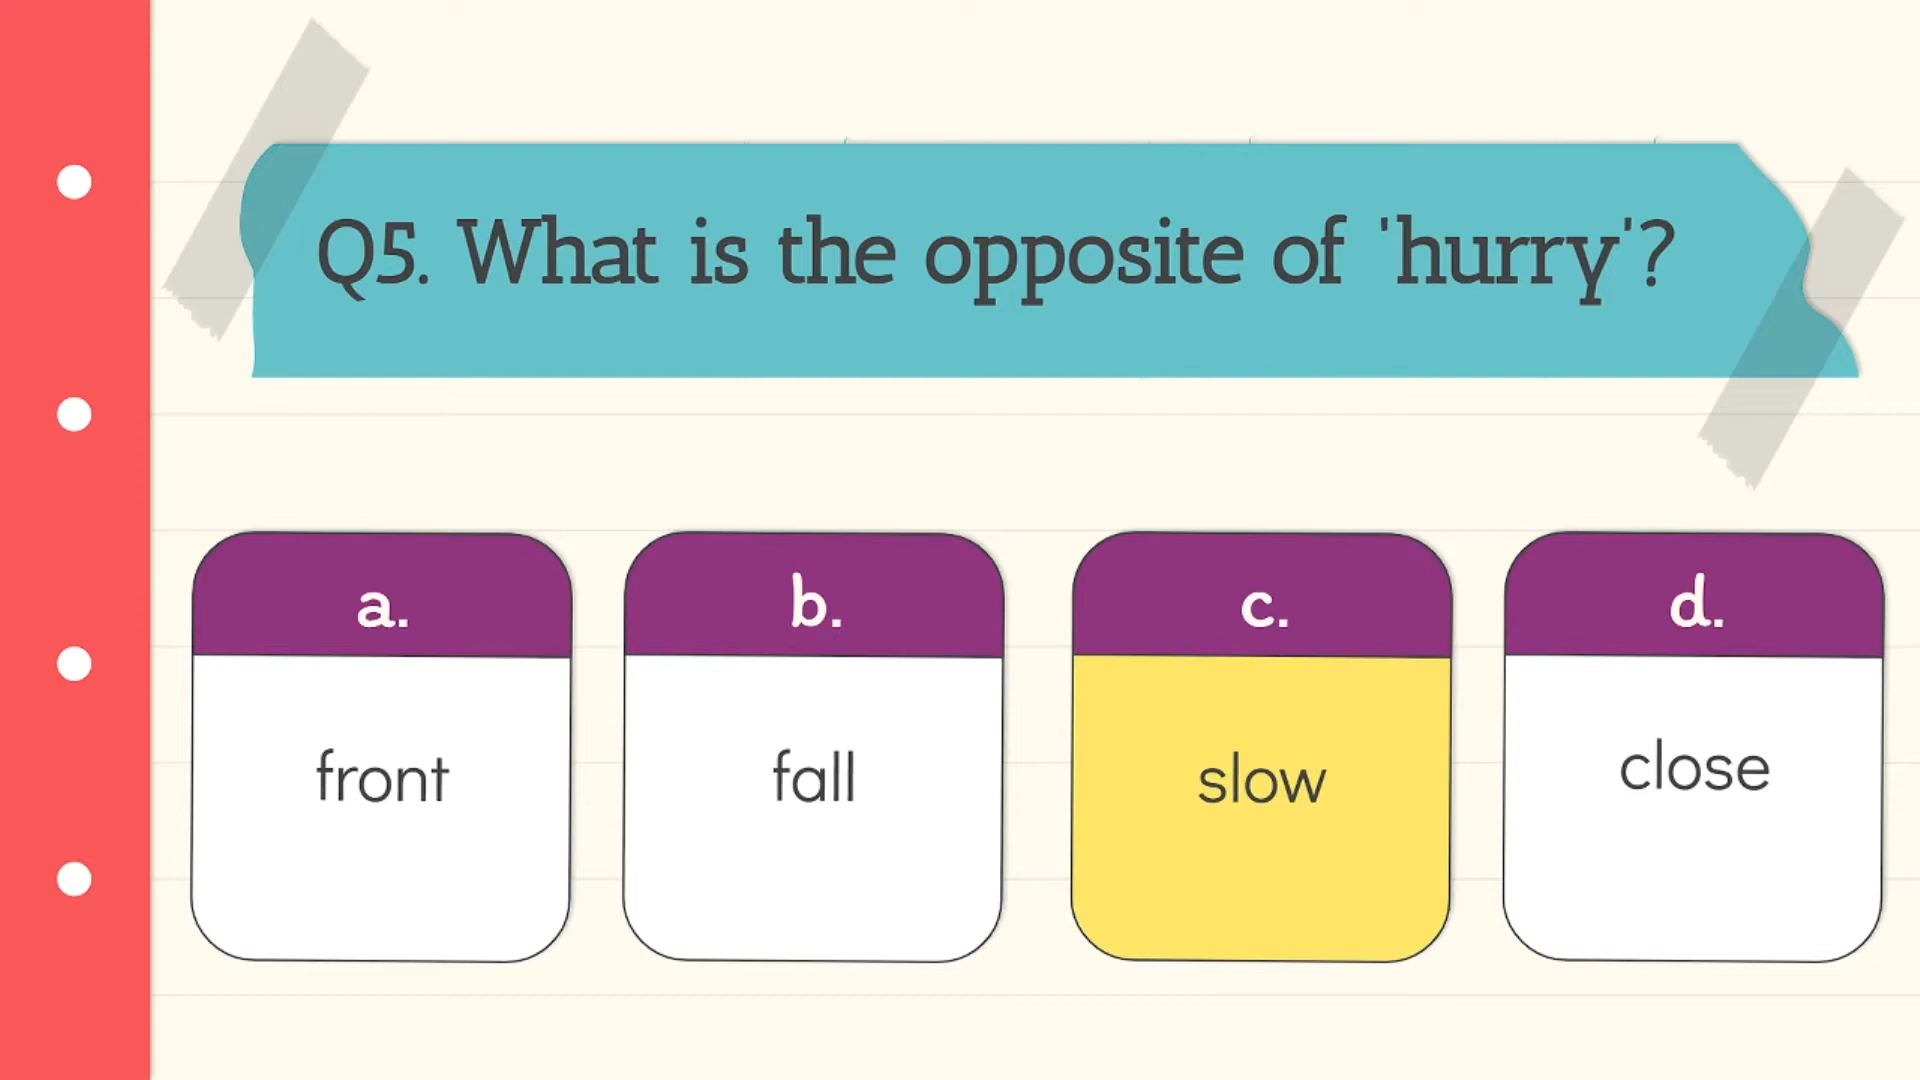 Q5. What is the opposite of 'hurry'?
a.
front
b.
fall
c.
slow
d.
close